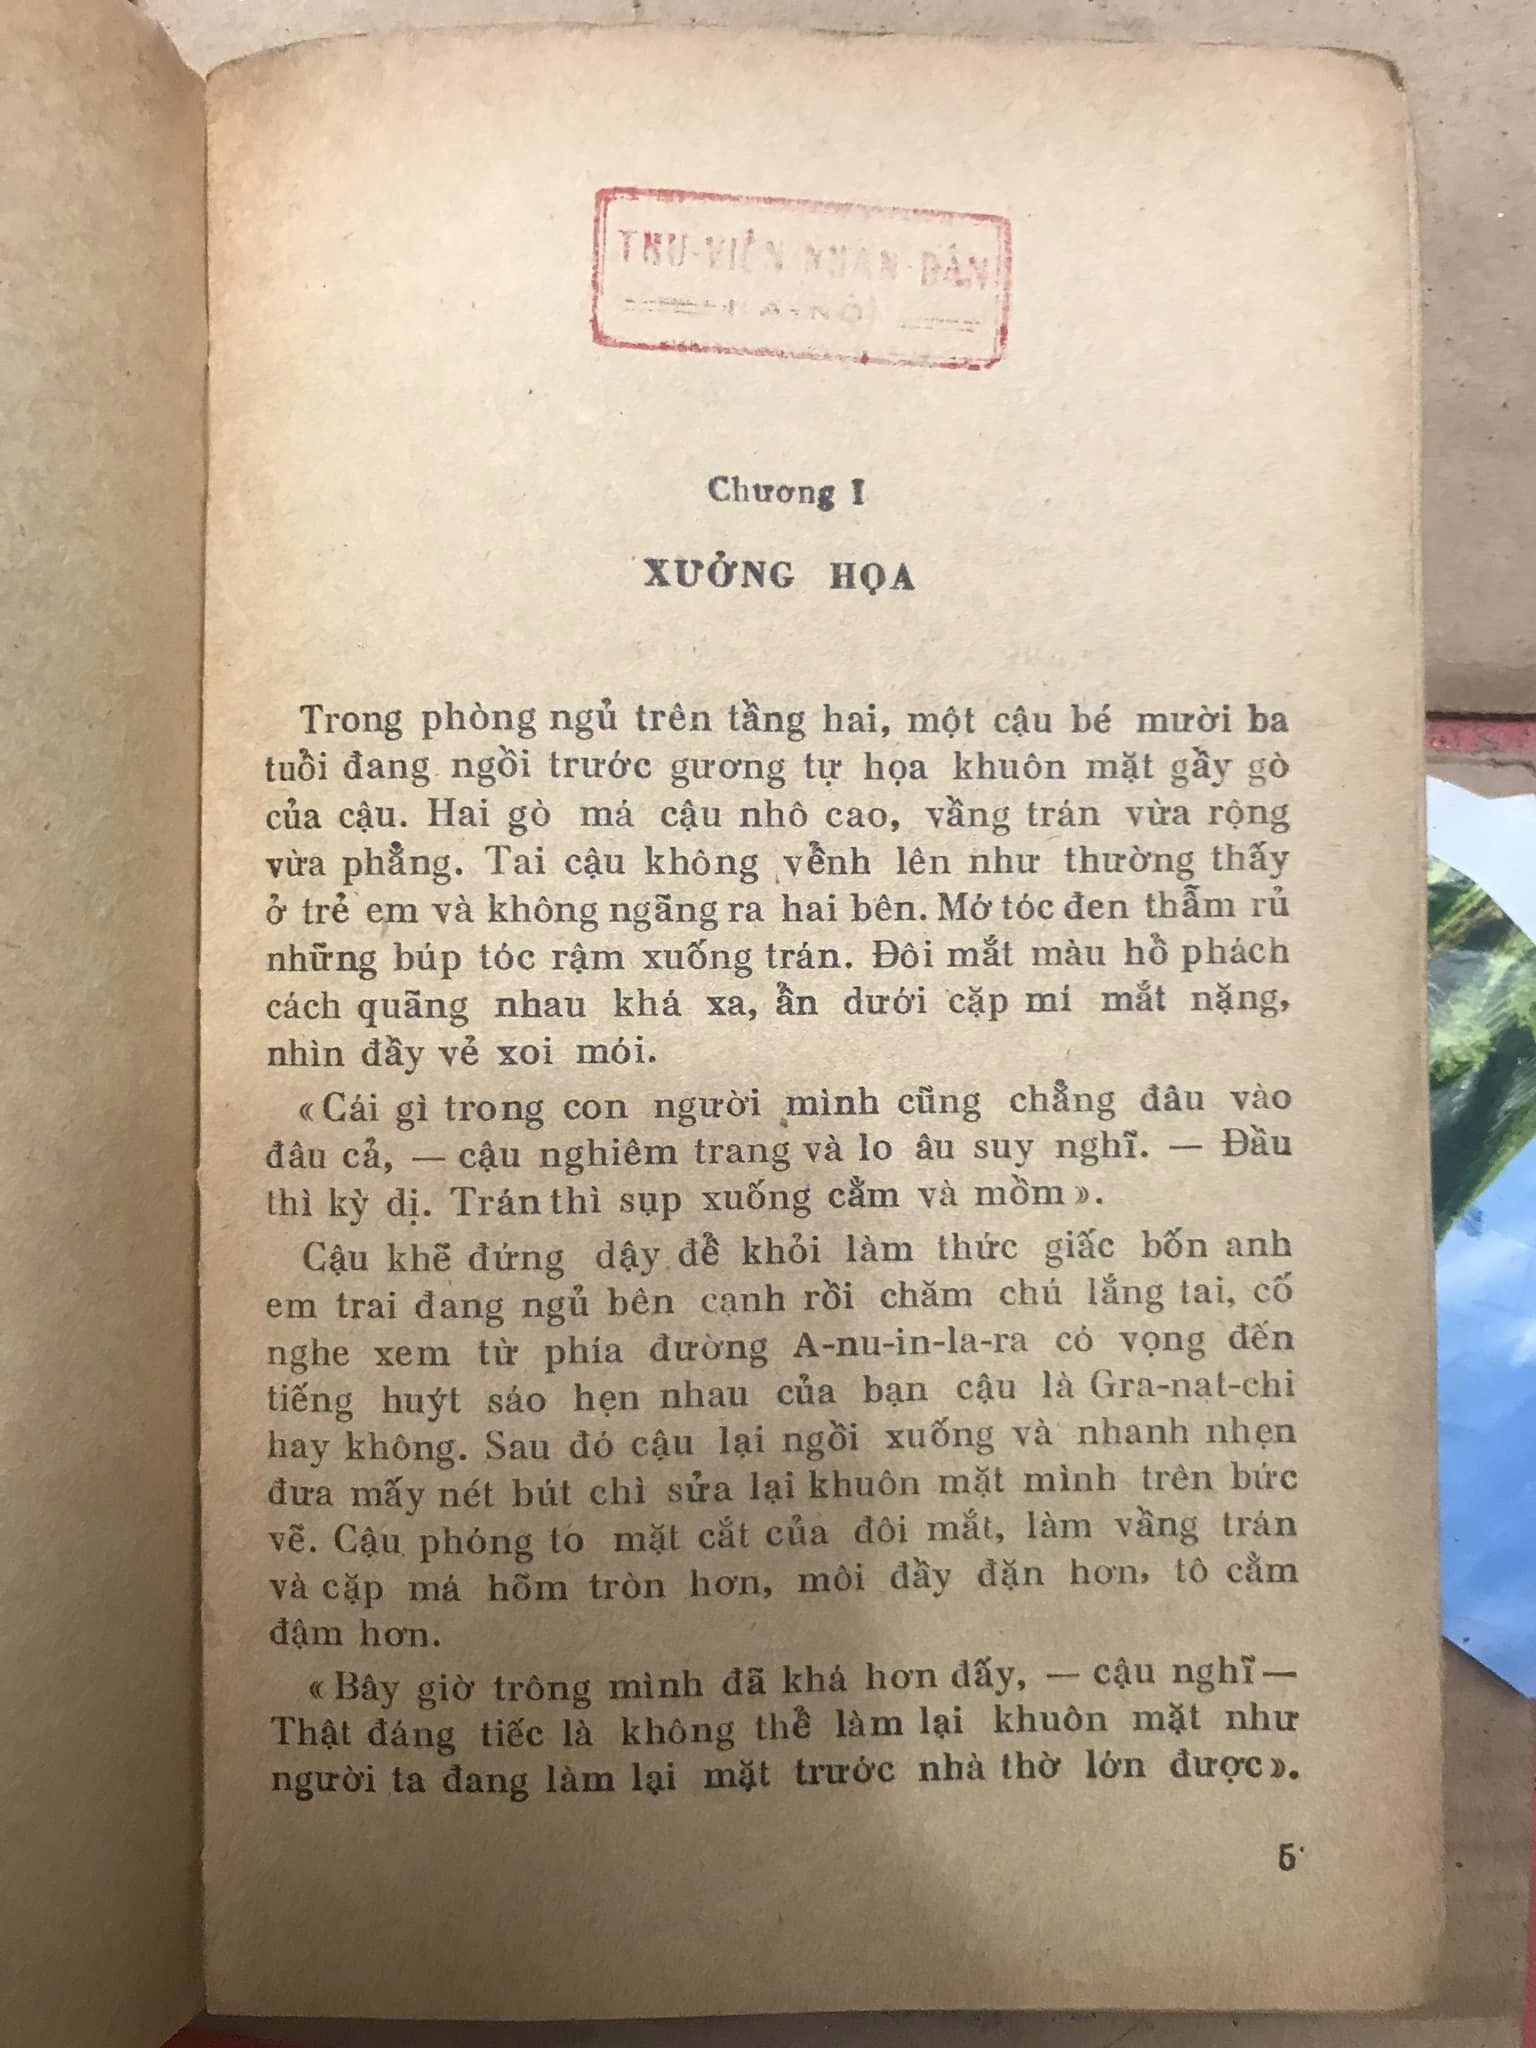 THU-VIỆN NHÂN-DÂN
Chương I
XƯỞNG HỌA
Trong phòng ngủ trên tầng hai, một cậu bé mười ba
tuổi đang ngồi trước gương tự họa khuôn mặt gầy gò
của cậu. Hai gò má cậu nhô cao, vầng trán vừa rộng
vừa phẳng. Tai cậu không vểnh lên như thường thấy
ở trẻ em và không ngãng ra hai bên. Mớ tóc đen thẫm rủ
những búp tóc rậm xuống trán. Đôi mắt màu hổ phách
cách quãng nhau khá xa, ẩn dưới cặp mí mắt nặng,
nhìn đầy vẻ xoi mói.
«Cái gì trong con người mình cũng chẳng đâu vào
đâu cả, — cậu nghiêm trang và lo âu suy nghĩ. — Đầu
thì kỳ dị. Trán thì sụp xuống cằm và mồm».
Cậu khẽ đứng dậy để khỏi làm thức giấc bốn anh
em trai đang ngủ bên cạnh rồi chăm chú lắng tai, cố
nghe xem từ phía đường A-nu-in-la-ra có vọng đến
tiếng huýt sáo hẹn nhau của bạn cậu là Gra-nat-chi
hay không. Sau đó cậu lại ngồi xuống và nhanh nhẹn
đưa mấy nét bút chì sửa lại khuôn mặt mình trên bức
vẽ. Cậu phóng to mặt cắt của đôi mắt, làm vầng trán
và cặp má hõm tròn hơn, môi đầy đặn hơn, tô cằm
đậm hơn.
«Bây giờ trông mình đã khá hơn đấy, — cậu nghĩ —
Thật đáng tiếc là không thể làm lại khuôn mặt như
người ta đang làm lại mặt trước nhà thờ lớn được».
5